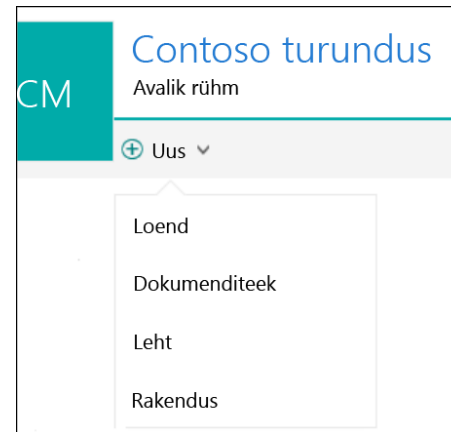 CM
Contoso turundus
Avalik rühm
Uus
Loend
Dokumenditeek
Leht
Rakendus